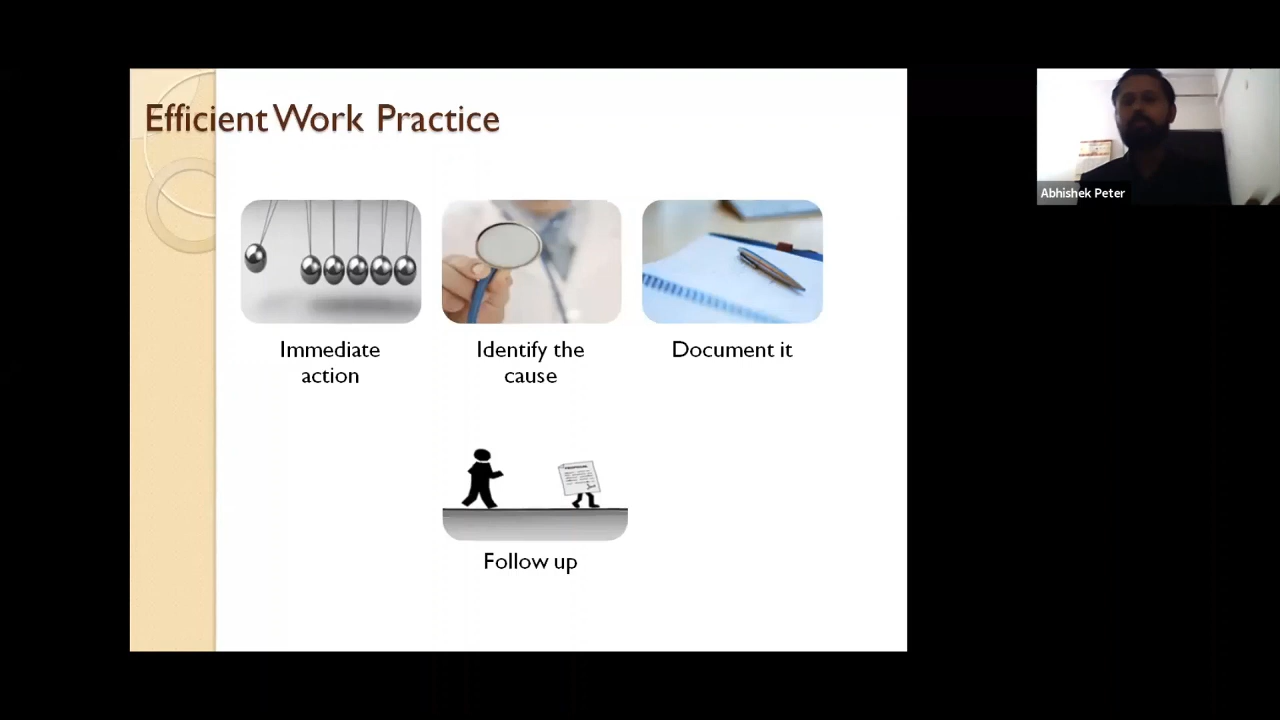 Efficient Work Practice
Abhishek Peter
Immediate
action
Identify the
cause
Document it
Follow up